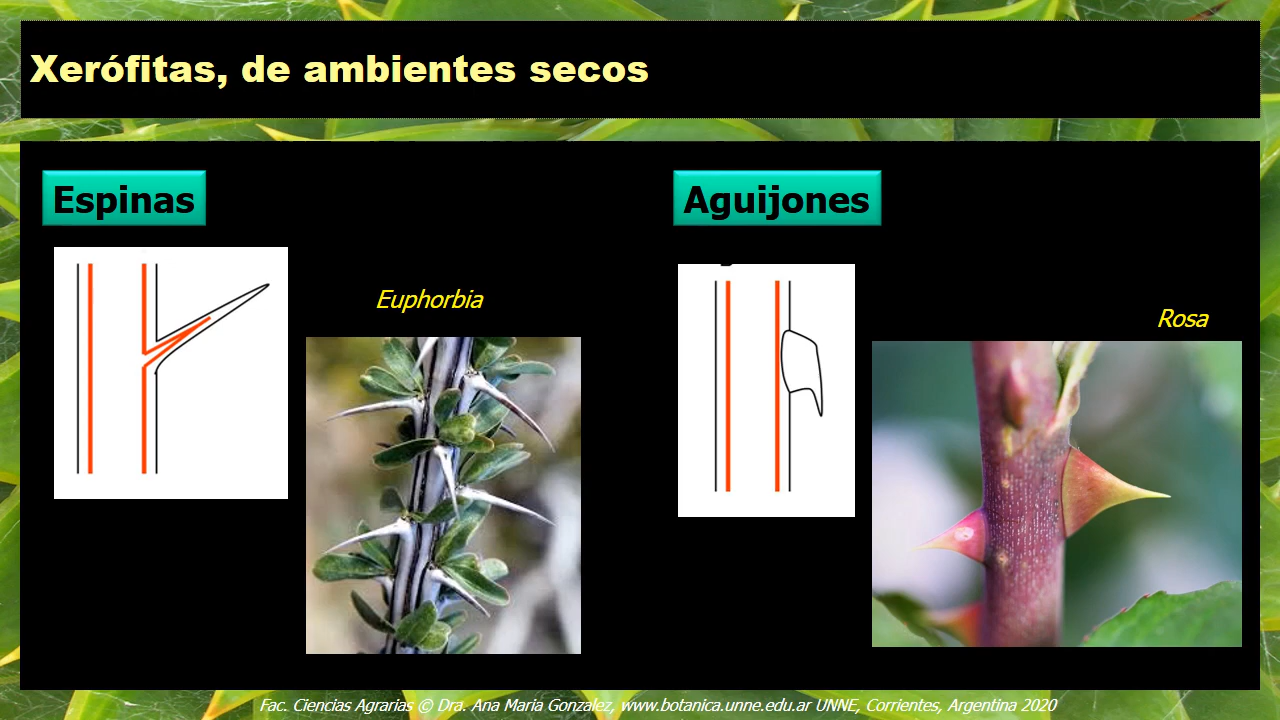 Xerófitas, de ambientes secos
Espinas
Aguijones
Euphorbia
Rosa
Fac. Ciencias Agrarias © Dra. Ana Maria Gonzalez, www.botanica.unne.edu.ar UNNE, Corrientes, Argentina 2020